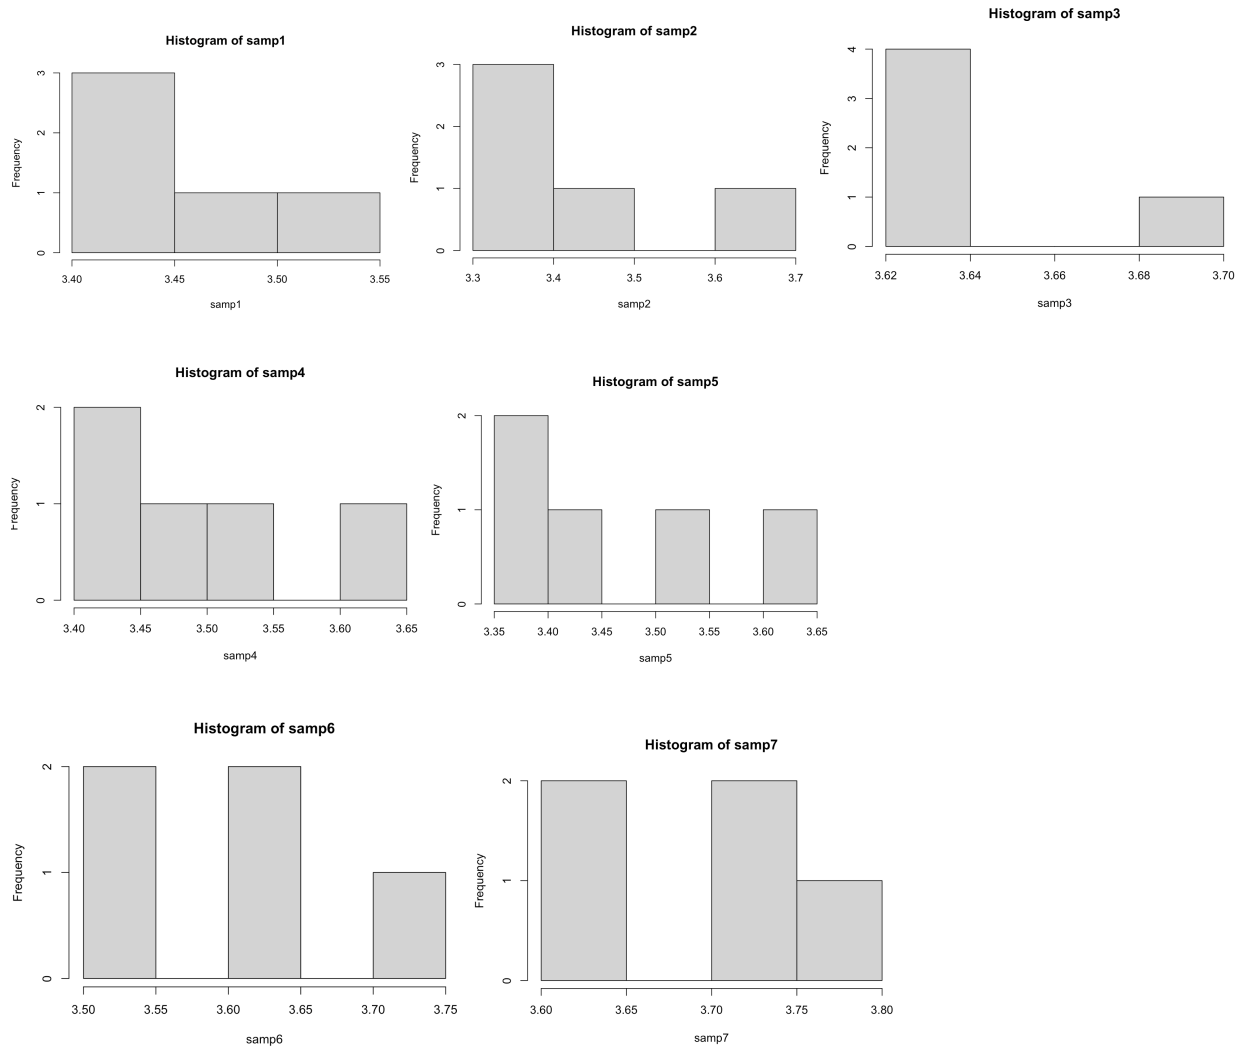 Histogram of samp1
Frequency
3
2
1
0
3.40 3.45 3.50 3.55
samp1
Histogram of samp2
Frequency
3
2
1
0
3.3 3.4 3.5 3.6 3.7
samp2
Histogram of samp3
Frequency
4
3
2
1
0
3.62 3.64 3.66 3.68 3.70
samp3
Histogram of samp4
Frequency
2
1
0
3.40 3.45 3.50 3.55 3.60 3.65
samp4
Histogram of samp5
Frequency
2
1
0
3.35 3.40 3.45 3.50 3.55 3.60 3.65
samp5
Histogram of samp6
Frequency
2
1
0
3.50 3.55 3.60 3.65 3.70 3.75
samp6
Histogram of samp7
Frequency
2
1
0
3.60 3.65 3.70 3.75 3.80
samp7